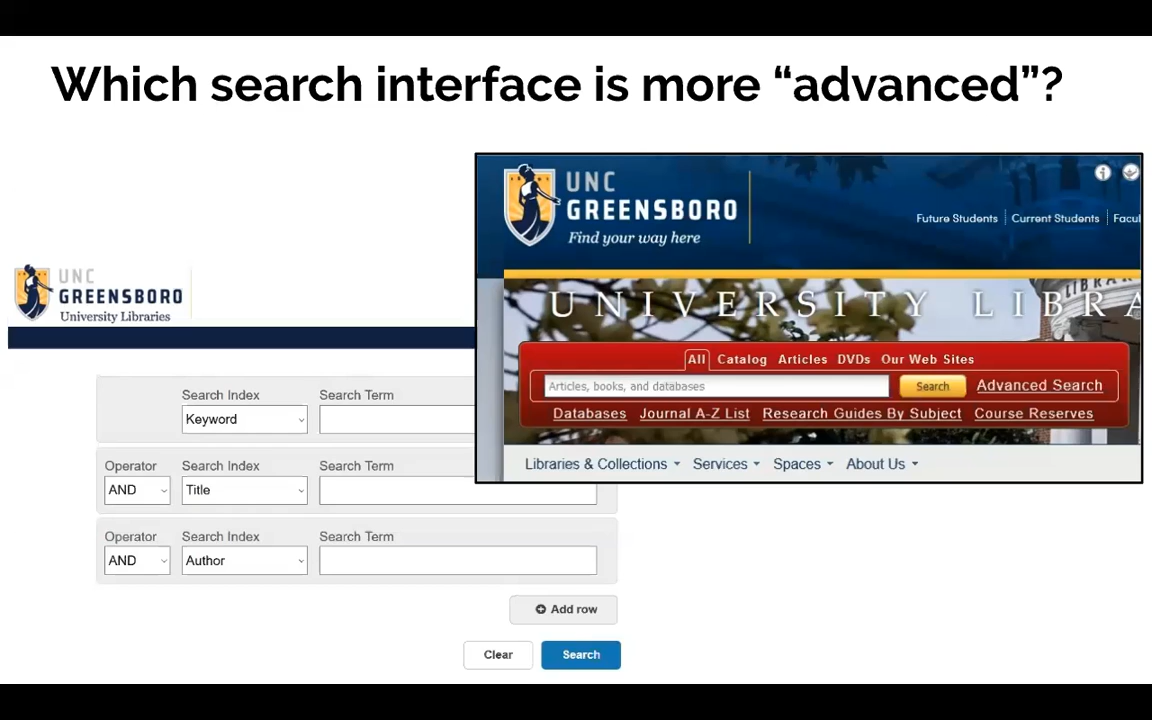 Which search interface is more “advanced”?
UNC
GREENSBORO
University Libraries
Search Index
Search Term
Keyword
Operator
Search Index
Search Term
AND
Title
Operator
Search Index
Search Term
AND
Author
Add row
Clear
Search
UNC
GREENSBORO
Find your way here
Future Students
Current Students
Facul
UNIVERSITY LIBRA
LIBRAR
All
Catalog
Articles
DVDs
Our Web Sites
Articles, books, and databases
Search
Advanced Search
Databases
Journal A-Z List
Research Guides By Subject
Course Reserves
Libraries & Collections
Services
Spaces
About Us